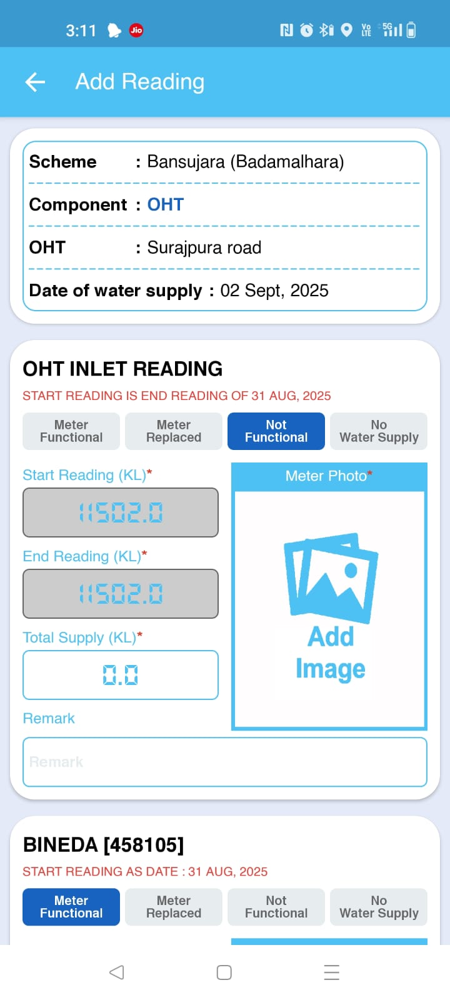 3:11 Jio Vo LTE 5G
Add Reading
Scheme : Bansujara (Badamalhara)
Component : OHT
OHT : Surajpura road
Date of water supply : 02 Sept, 2025
OHT INLET READING
START READING IS END READING OF 31 AUG, 2025
Meter Functional
Meter Replaced
Not Functional
No Water Supply
Start Reading (KL)*
11502.0
End Reading (KL)*
11502.0
Total Supply (KL)*
0.0
Meter Photo*
Add
Image
Remark
Remark
BINEDA [458105]
START READING AS DATE : 31 AUG, 2025
Meter Functional
Meter Replaced
Not Functional
No Water Supply